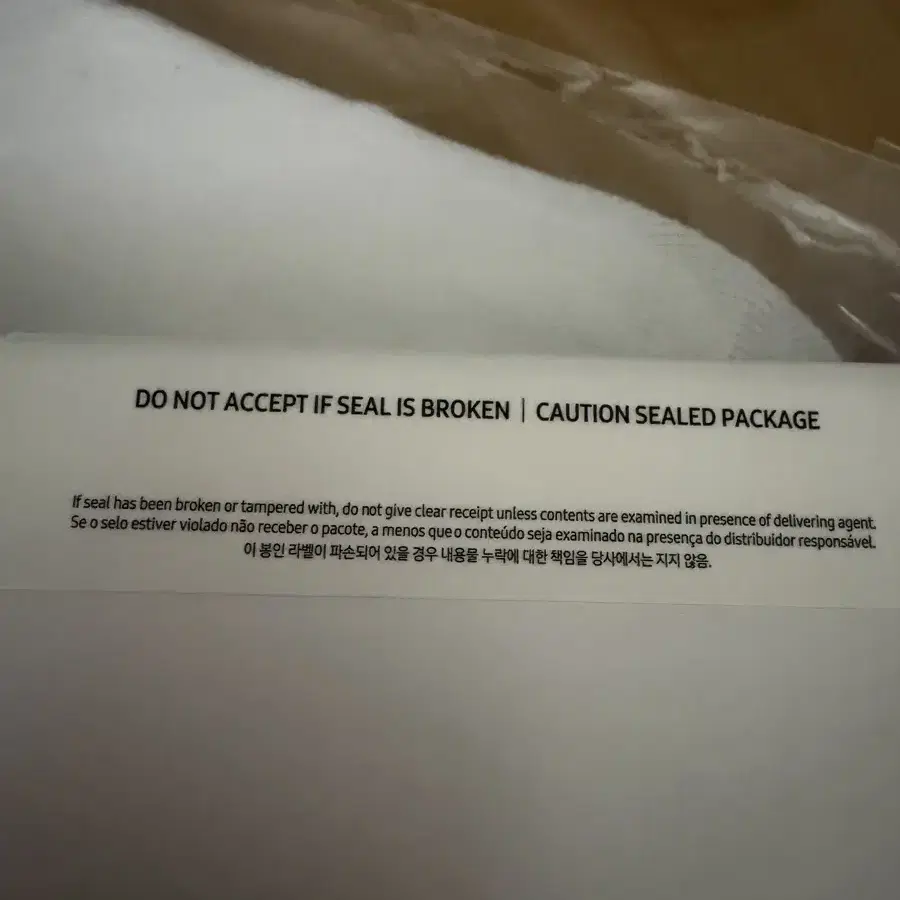 DO NOT ACCEPT IF SEAL IS BROKEN | CAUTION SEALED PACKAGE
If seal has been broken or tampered with, do not give clear receipt unless contents are examined in presence of delivering agent.
Se o selo estiver violado não receber o pacote, a menos que o conteúdo seja examinado na presença do distribuidor responsável.
이 봉인 라벨이 파손되어 있을 경우 내용물 누락에 대한 책임을 당사에서는 지지 않음.